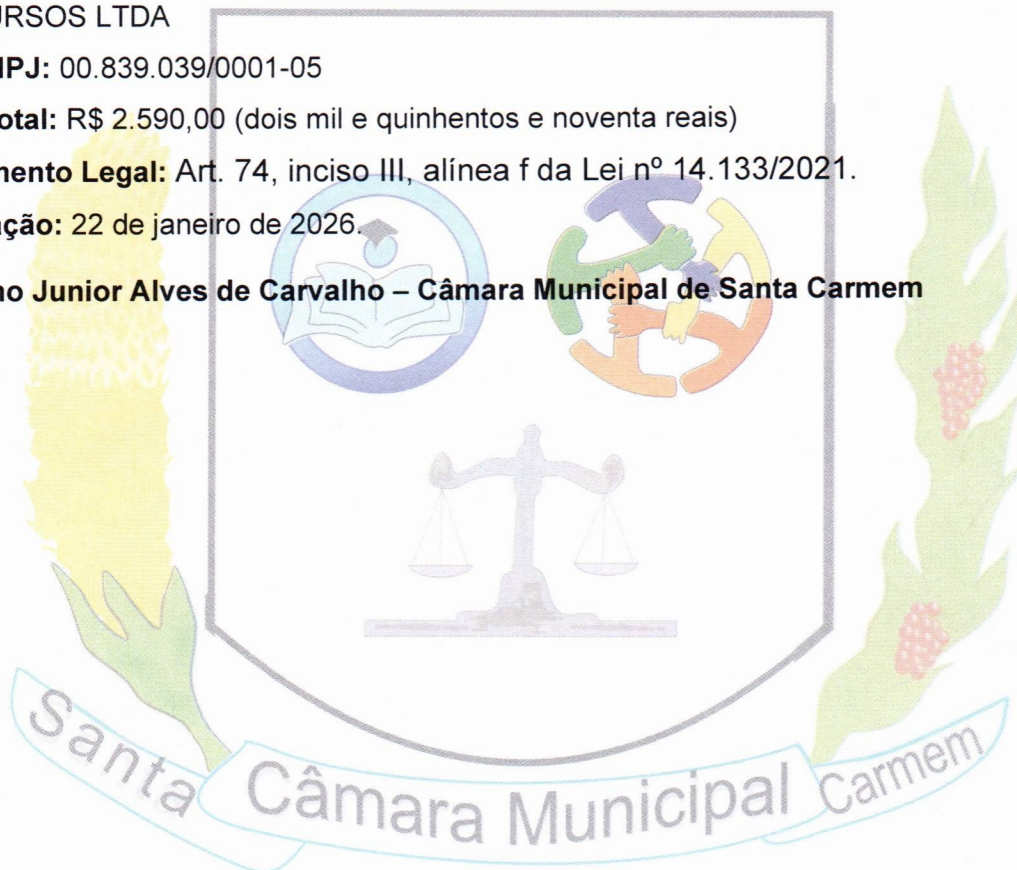 URSOS LTDA
NPJ: 00.839.039/0001-05
otal: R$ 2.590,00 (dois mil e quinhentos e noventa reais)
mento Legal: Art. 74, inciso III, alínea f da Lei nº 14.133/2021.
ação: 22 de janeiro de 2026.
no Junior Alves de Carvalho – Câmara Municipal de Santa Carmem
Santa Câmara Municipal Carmem